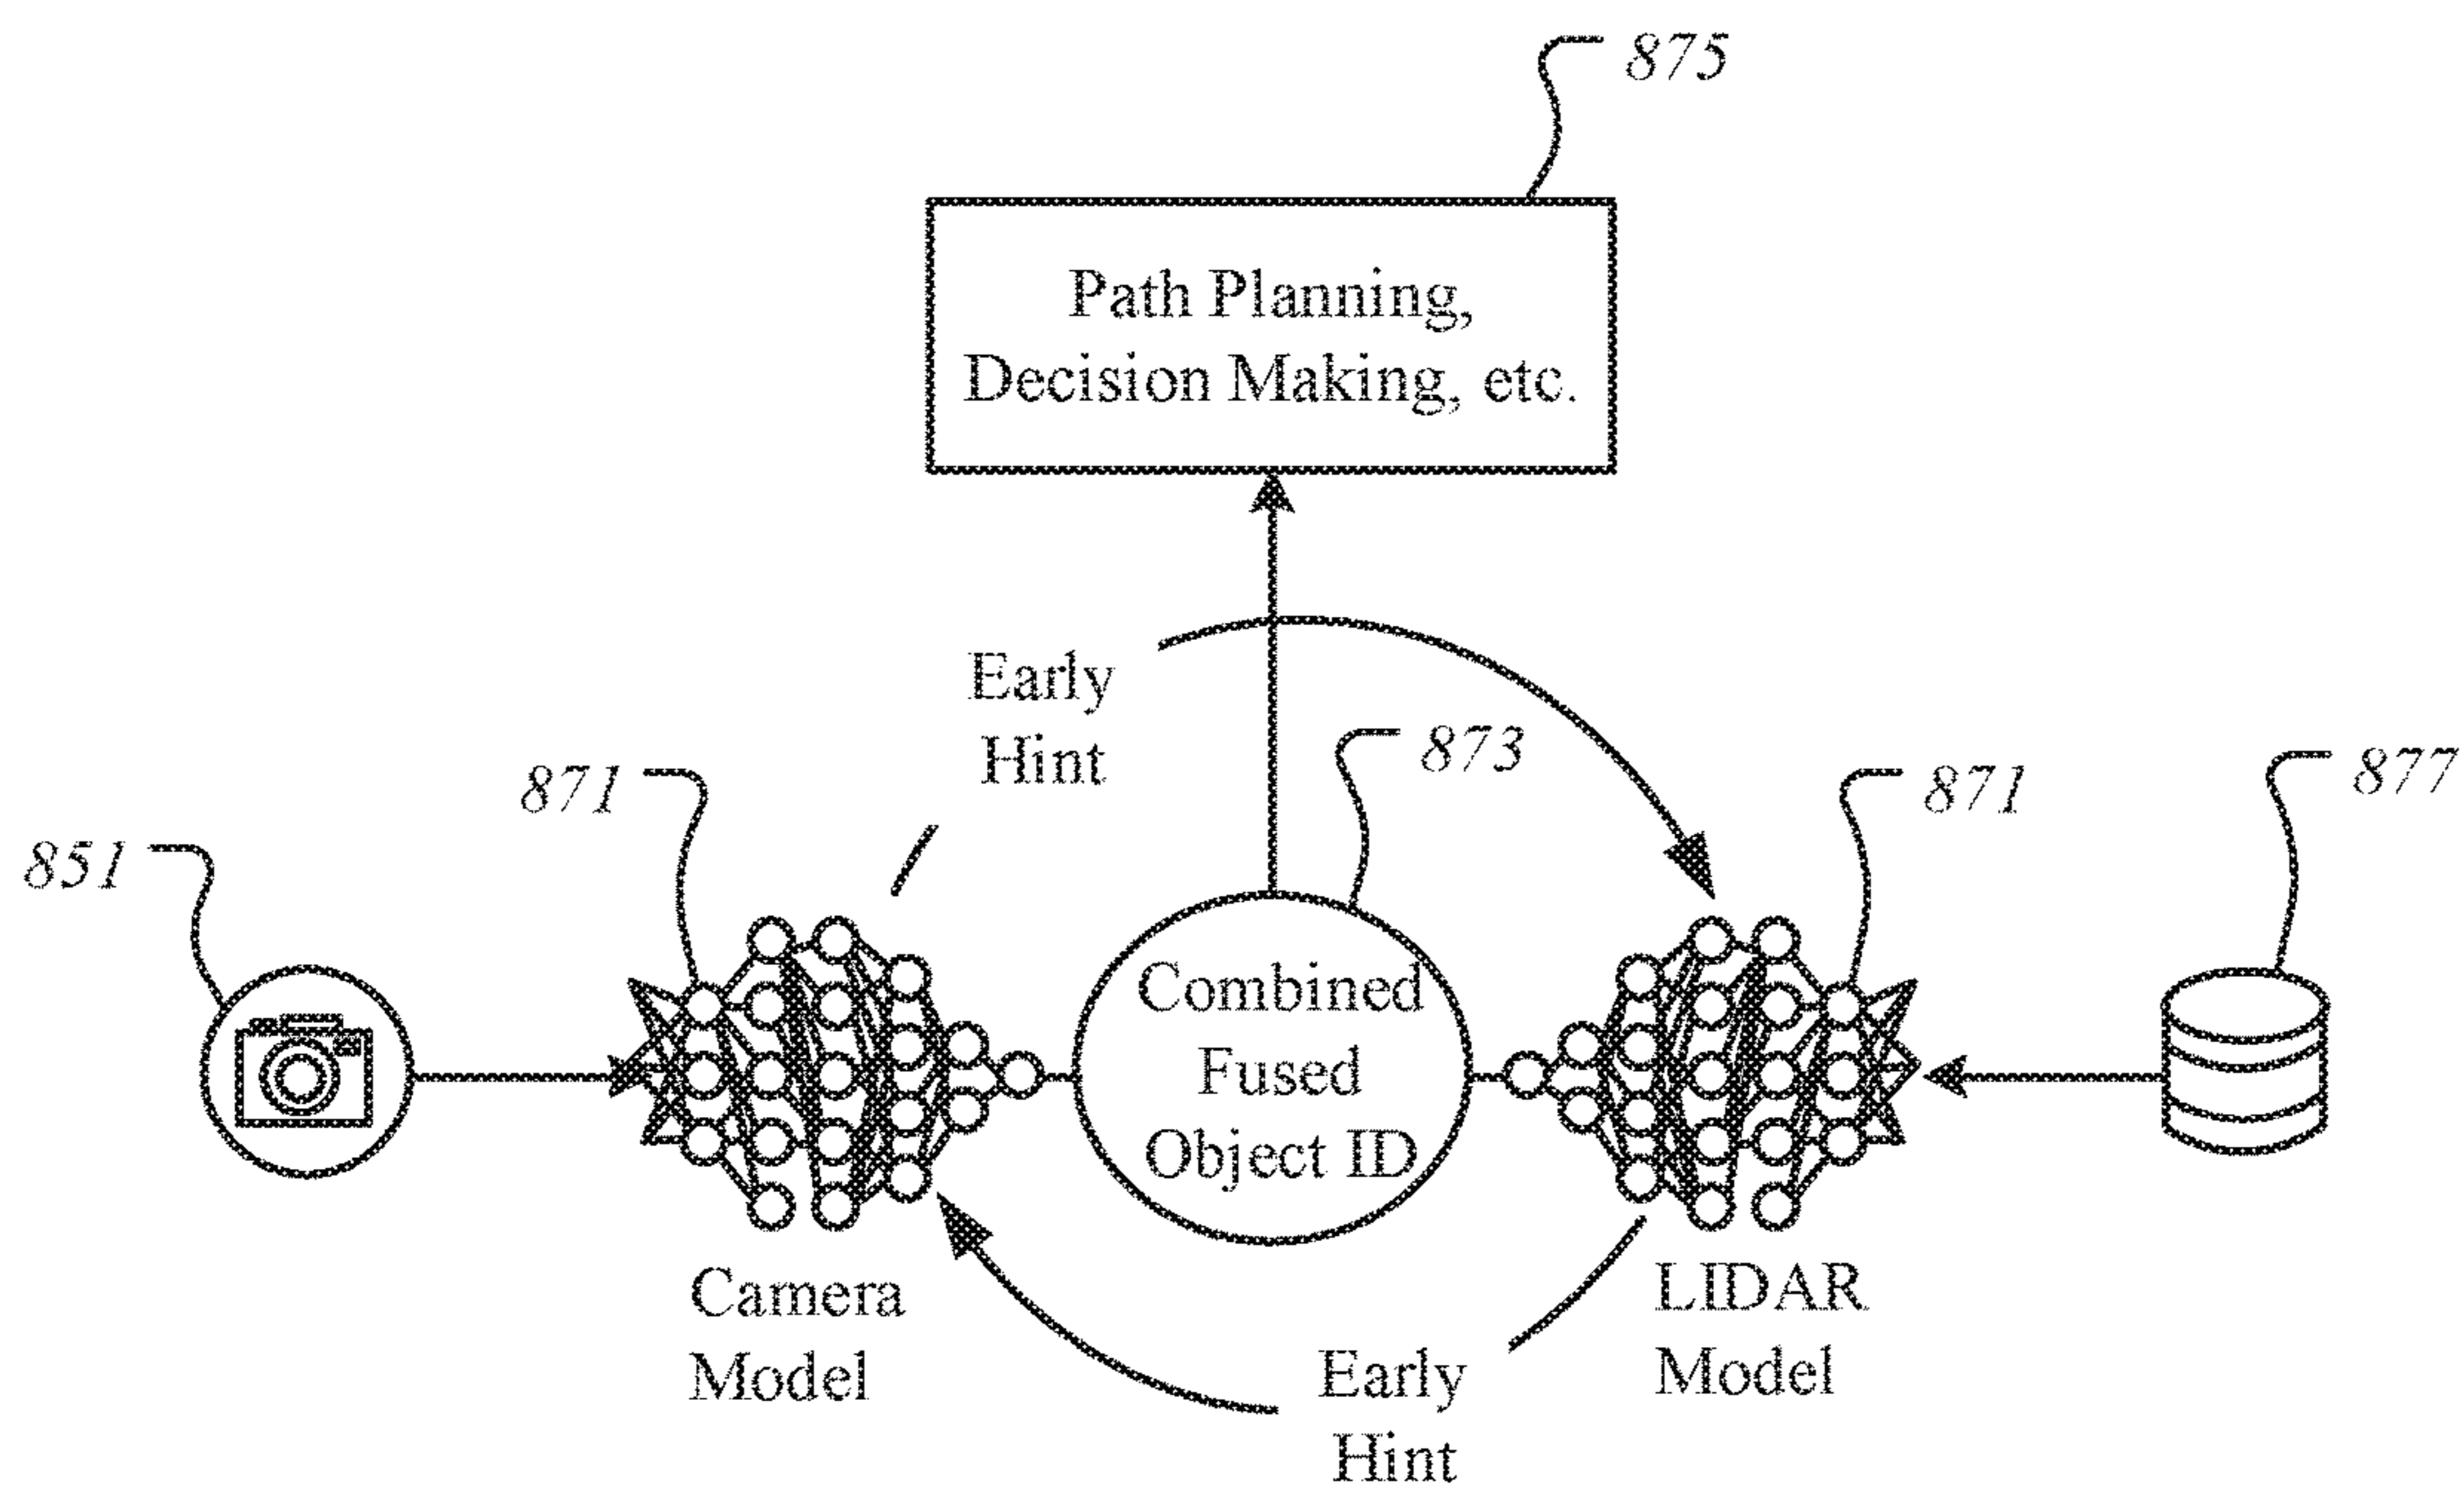 875
Path Planning,
Decision Making, etc.
Early
Hint
873
871
871
877
851
Combined
Fused
Object ID
Camera
Model
LIDAR
Model
Early
Hint